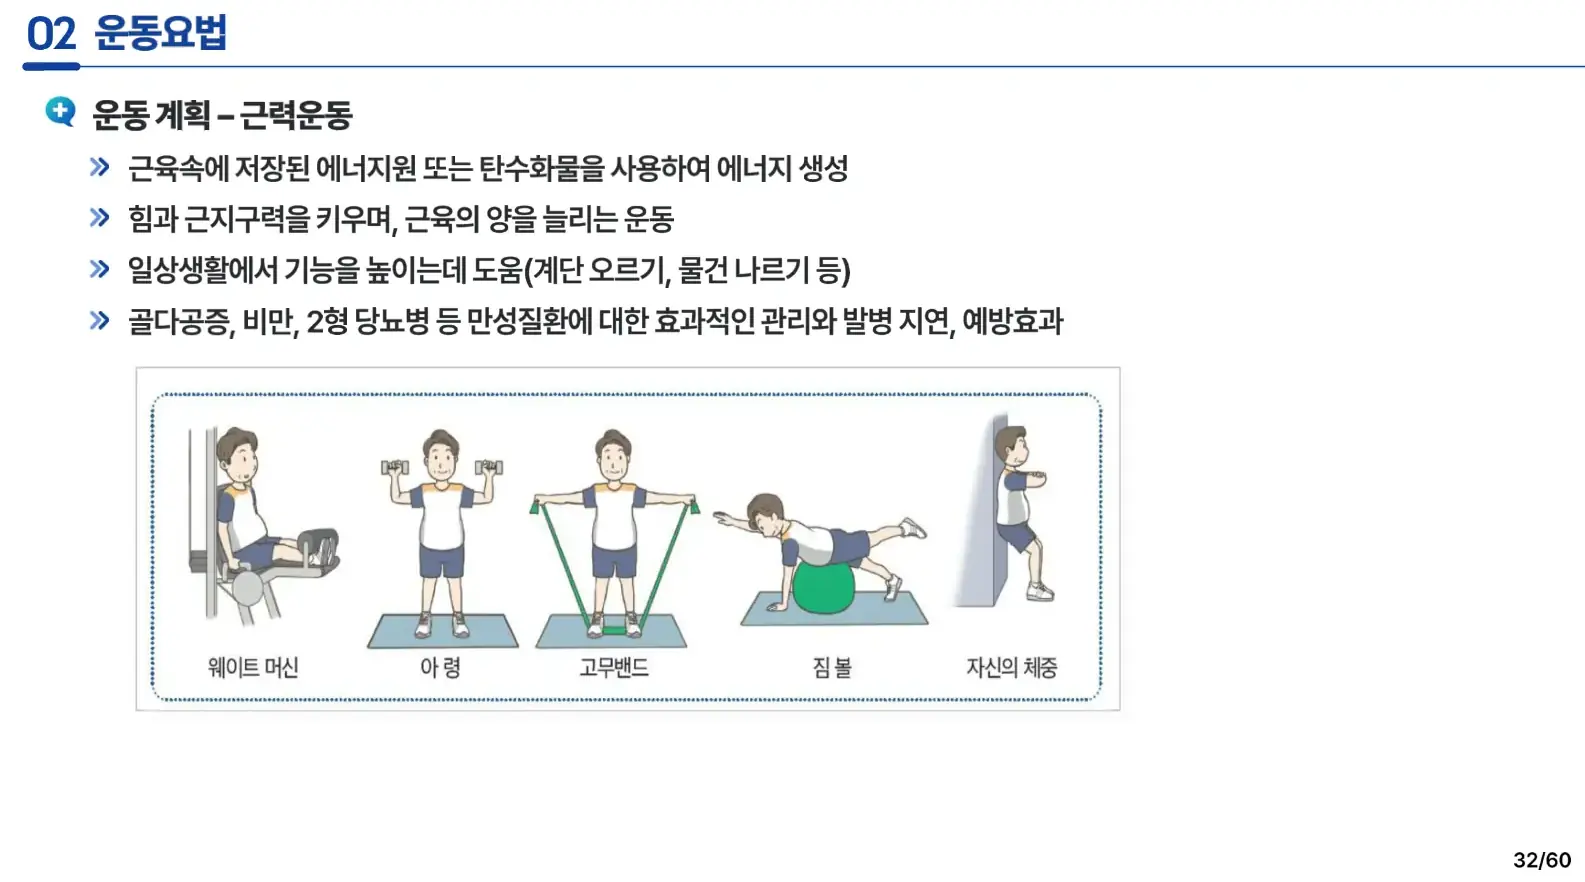 02 운동요법
운동 계획 – 근력운동
근육속에 저장된 에너지원 또는 탄수화물을 사용하여 에너지 생성
힘과 근지구력을 키우며, 근육의 양을 늘리는 운동
일상생활에서 기능을 높이는데 도움(계단 오르기, 물건 나르기 등)
골다공증, 비만, 2형 당뇨병 등 만성질환에 대한 효과적인 관리와 발병 지연, 예방효과
웨이트 머신
아 령
고무밴드
짐 볼
자신의 체중
32/60